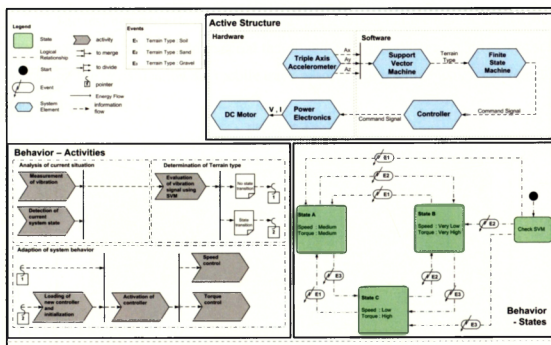 Legend
State
Logical
Relationship
Start
Event
System
Element
activity
to merge
to divide
pointer
Energy Flow
information
flow
Events
E₁ Terrain Type : Soil
E₂ Terrain Type : Sand
E₃ Terrain Type : Gravel
Active Structure
Hardware
Software
Triple Axis
Accelerometer
Ax
Ay
Az
Support
Vector
Machine
Terrain
Type
Finite
State
Machine
DC Motor
V , I
Power
Electronics
Command Signal
Controller
Command Signal
Behavior – Activities
Analysis of current situation
Determination of Terrain type
Measurement
of vibration
Detection of
current
system state
Evaluation
of vibration
signal using
SVM
No state
transition
1
State
transition
2
Adaption of system behavior
1
2
Loading of
new controller
and
initialization
Activation of
controller
Speed
control
Torque
control
E1
E2
E1
State A
Speed : Medium
Torque : Medium
State B
Speed : Very Low
Torque : Very High
E2
Check SVM
E1
E3
E2
E3
State C
Speed : Low
Torque : High
E3
Behavior
- States